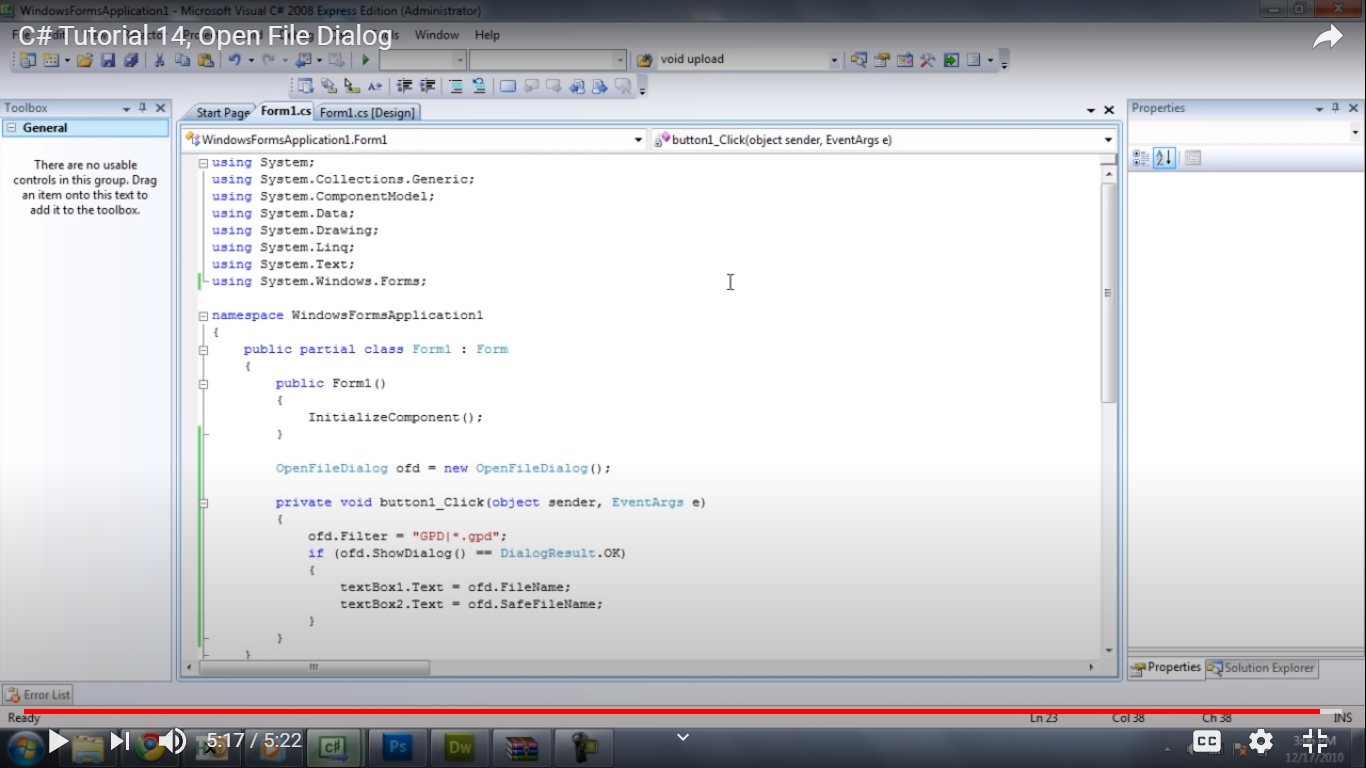 WindowsFormsApplication1 - Microsoft Visual C# 2008 Express Edition (Administrator)
C# Tutorial 14, Open File Dialog
Window Help
void upload
Toolbox
General
There are no usable
controls in this group. Drag
an item onto this text to
add it to the toolbox.
Start Page Form1.cs Form1.cs [Design]
WindowsFormsApplication1.Form1 button1_Click(object sender, EventArgs e)
using System;
using System.Collections.Generic;
using System.ComponentModel;
using System.Data;
using System.Drawing;
using System.Linq;
using System.Text;
using System.Windows.Forms;
namespace WindowsFormsApplication1
{
public partial class Form1 : Form
{
public Form1()
{
InitializeComponent();
}
OpenFileDialog ofd = new OpenFileDialog();
private void button1_Click(object sender, EventArgs e)
{
ofd.Filter = "GPD|*.gpd";
if (ofd.ShowDialog() == DialogResult.OK)
{
textBox1.Text = ofd.FileName;
textBox2.Text = ofd.SafeFileName;
}
}
}
Properties
Properties Solution Explorer
Error List
Ready Ln 23 Col 38 Ch 38 INS
5:17 / 5:22
C# Ps Dw
CC
12/17/2010